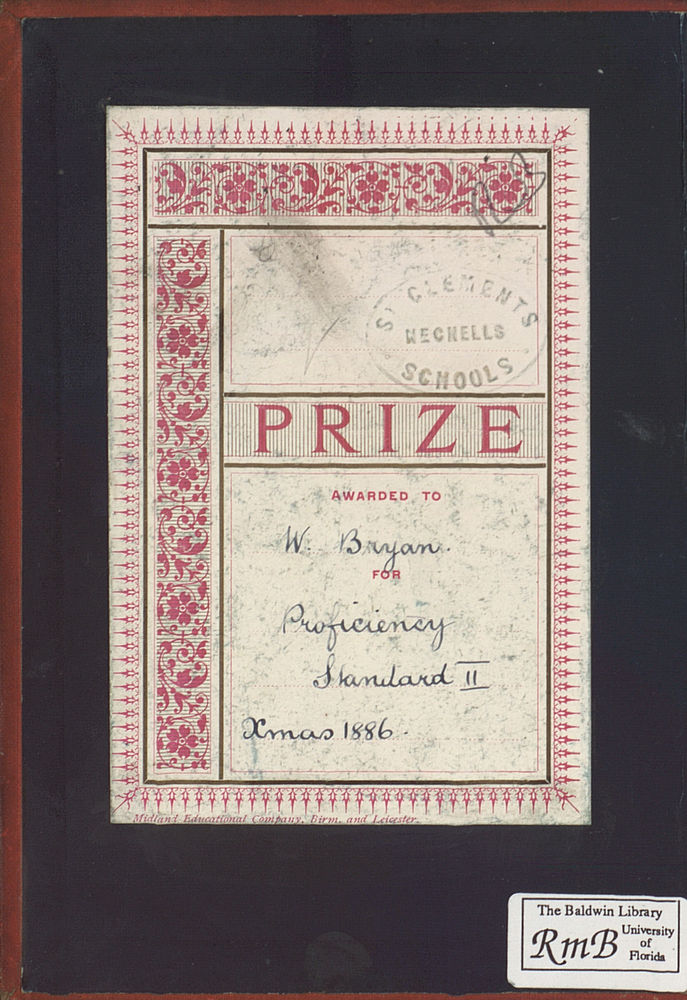 ST CLEMENTS
NECHELLS
SCHOOLS
PRIZE
AWARDED TO
W. Bryan.
FOR
Proficiency
Standard II
Xmas 1886.
Midland Educational Company, Birm. and Leicester.
The Baldwin Library
RmB
University
of
Florida